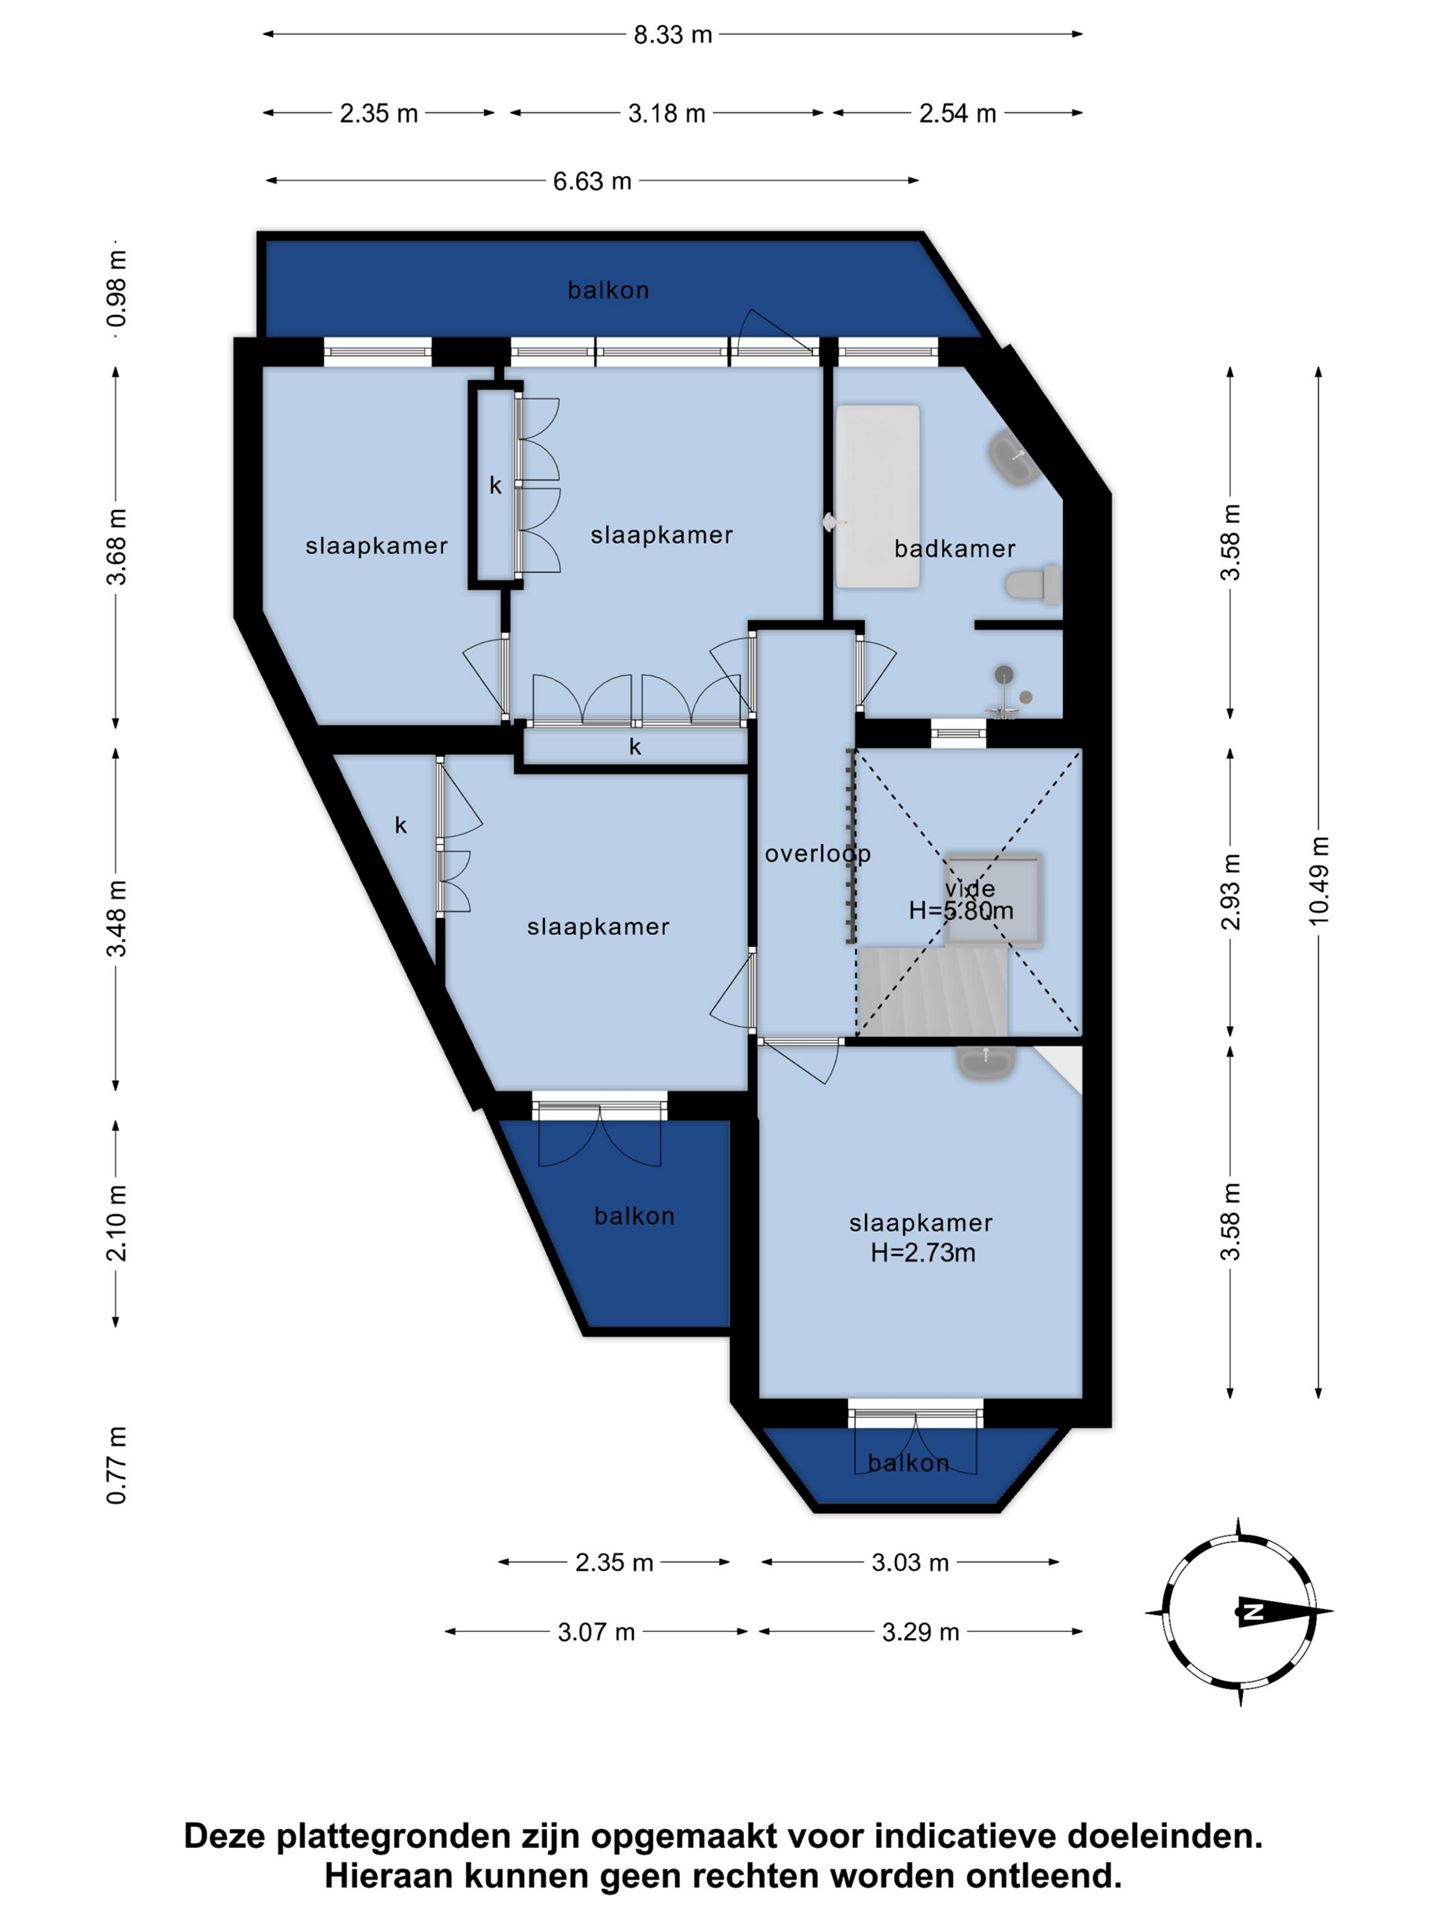 8.33 m
2.35 m
3.18 m
2.54 m
6.63 m
0.98 m
balkon
3.68 m
k
slaapkamer
slaapkamer
badkamer
3.58 m
k
k
overloop
vide
H=5.80m
2.93 m
10.49 m
3.48 m
slaapkamer
2.10 m
balkon
slaapkamer
H=2.73m
3.58 m
0.77 m
balkon
2.35 m
3.03 m
3.07 m
3.29 m
N
Deze plattegronden zijn opgemaakt voor indicatieve doeleinden.
Hieraan kunnen geen rechten worden ontleend.